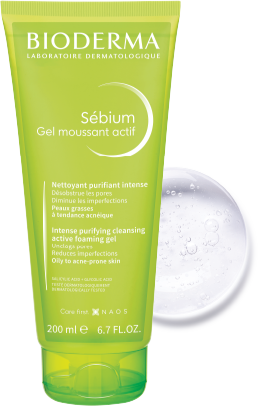 BIODERMA
LABORATOIRE DERMATOLOGIQUE
Sébium
Gel moussant actif
Nettoyant purifiant intense
Désobstrue les pores
Diminue les imperfections
Peaux grasses
à tendance acnéique
Intense purifying cleansing
active foaming gel
Unclogs pores
Reduces imperfections
Oily to acne-prone skin
Care first. NAOS
200 ml e 6.7 FL.OZ.